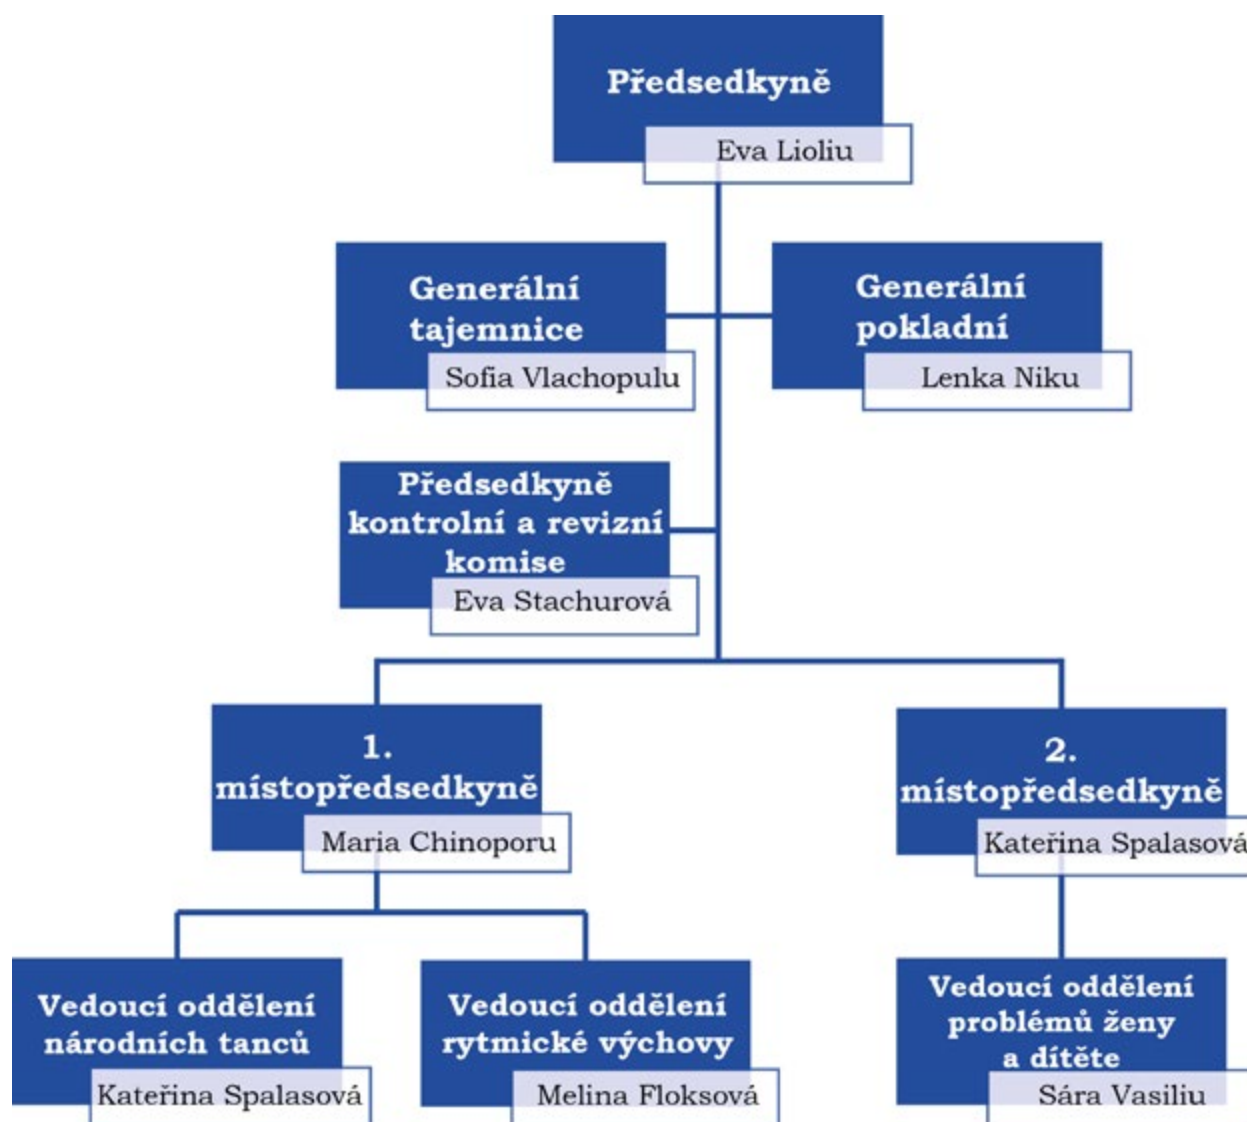 Předsedkyně
Eva Lioliu
Generální
tajemnice
Sofia Vlachopulu
Generální
pokladní
Lenka Niku
Předsedkyně
kontrolní a revizní
komise
Eva Stachurová
1.
místopředsedkyně
Maria Chinoporu
2.
místopředsedkyně
Kateřina Spalasová
Vedoucí oddělení
národních tanců
Kateřina Spalasová
Vedoucí oddělení
rytmické výchovy
Melina Floksová
Vedoucí oddělení
problémů ženy
a dítěte
Sára Vasiliu